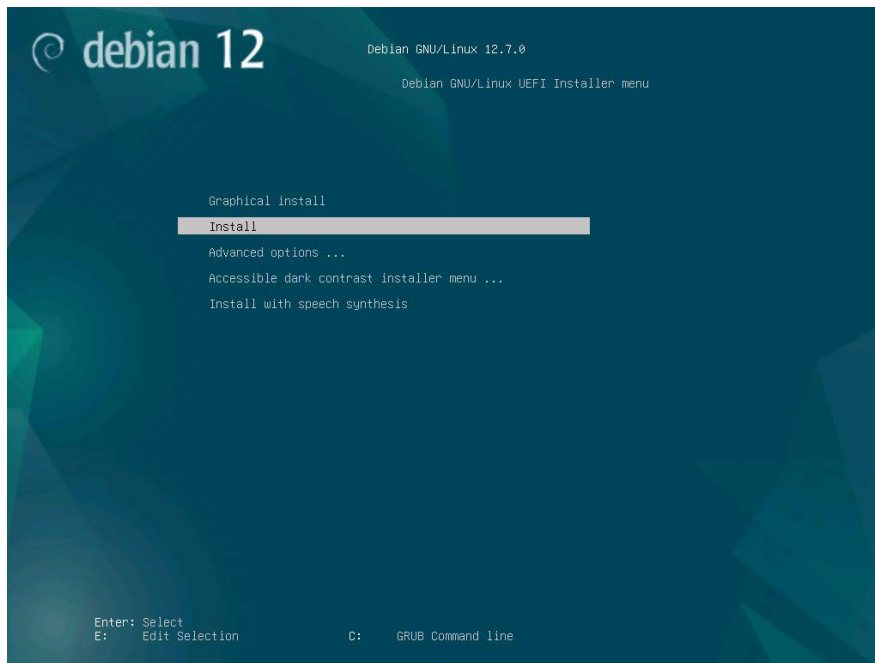 debian 12
Debian GNU/Linux 12.7.0
Debian GNU/Linux UEFI Installer menu
Graphical install
Install
Advanced options ...
Accessible dark contrast installer menu ...
Install with speech synthesis
Enter: Select
E: Edit Selection C: GRUB Command line